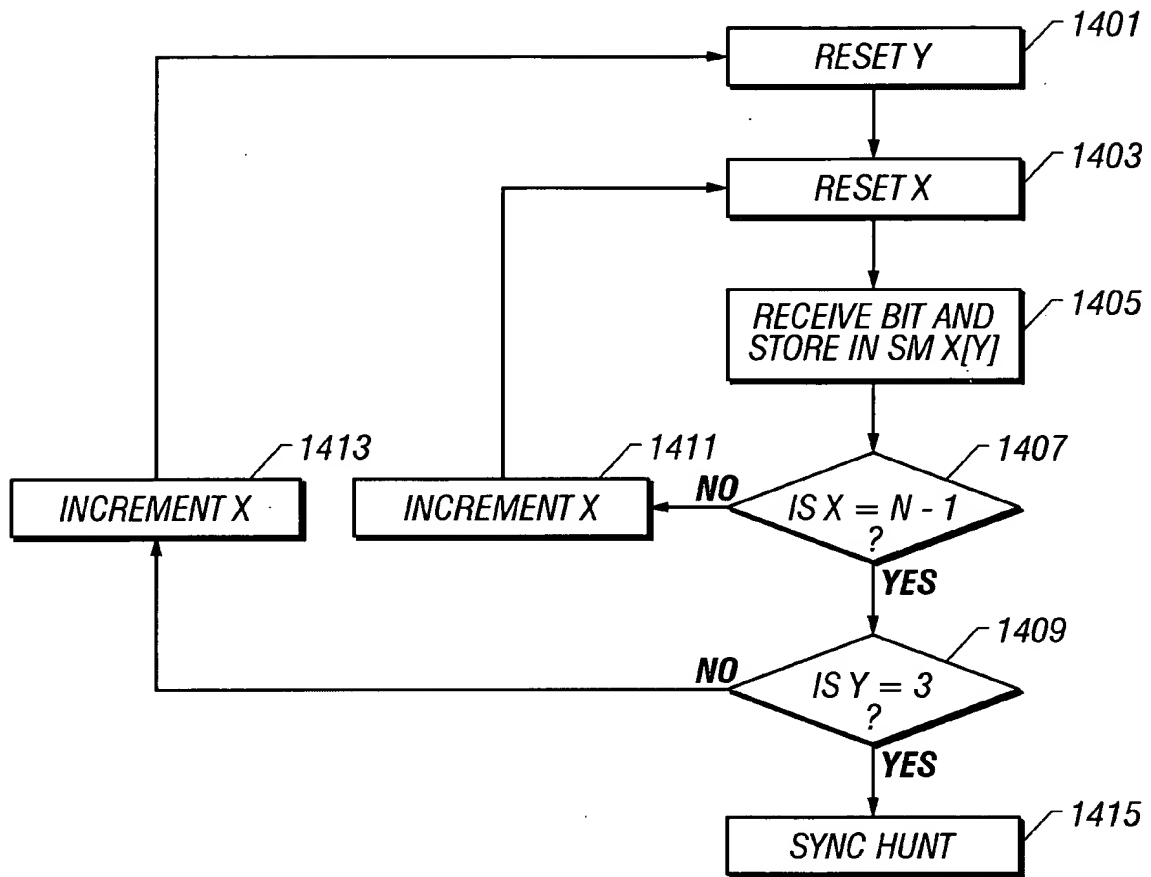 1401
RESET Y
1403
RESET X
1405
RECEIVE BIT AND
STORE IN SM X[Y]
1413
INCREMENT X
1411
INCREMENT X
NO
1407
IS X = N - 1
?
YES
1409
NO
IS Y = 3
?
YES
1415
SYNC HUNT